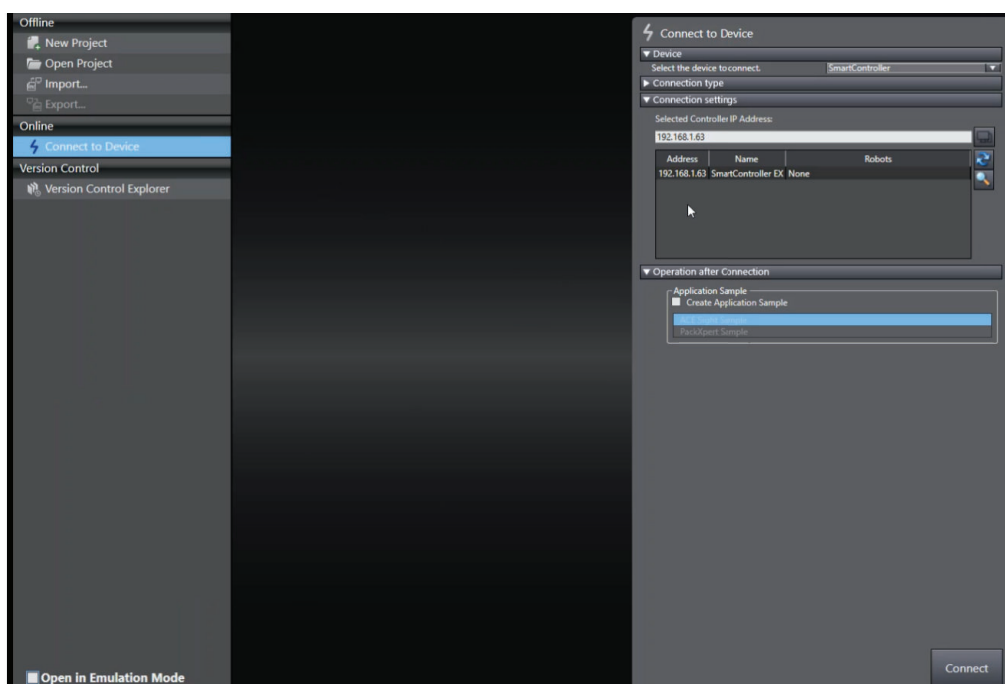 Offline
New Project
Open Project
Import...
Export...
Online
Connect to Device
Version Control
Version Control Explorer
Open in Emulation Mode
Connect to Device
Device
Select the device to connect. SmartController
Connection type
Connection settings
Selected Controller IP Address:
192.168.1.63
Address Name Robots
192.168.1.63 SmartController EX None
Operation after Connection
Application Sample
Create Application Sample
ACE Sight Sample
PackXpert Sample
Connect